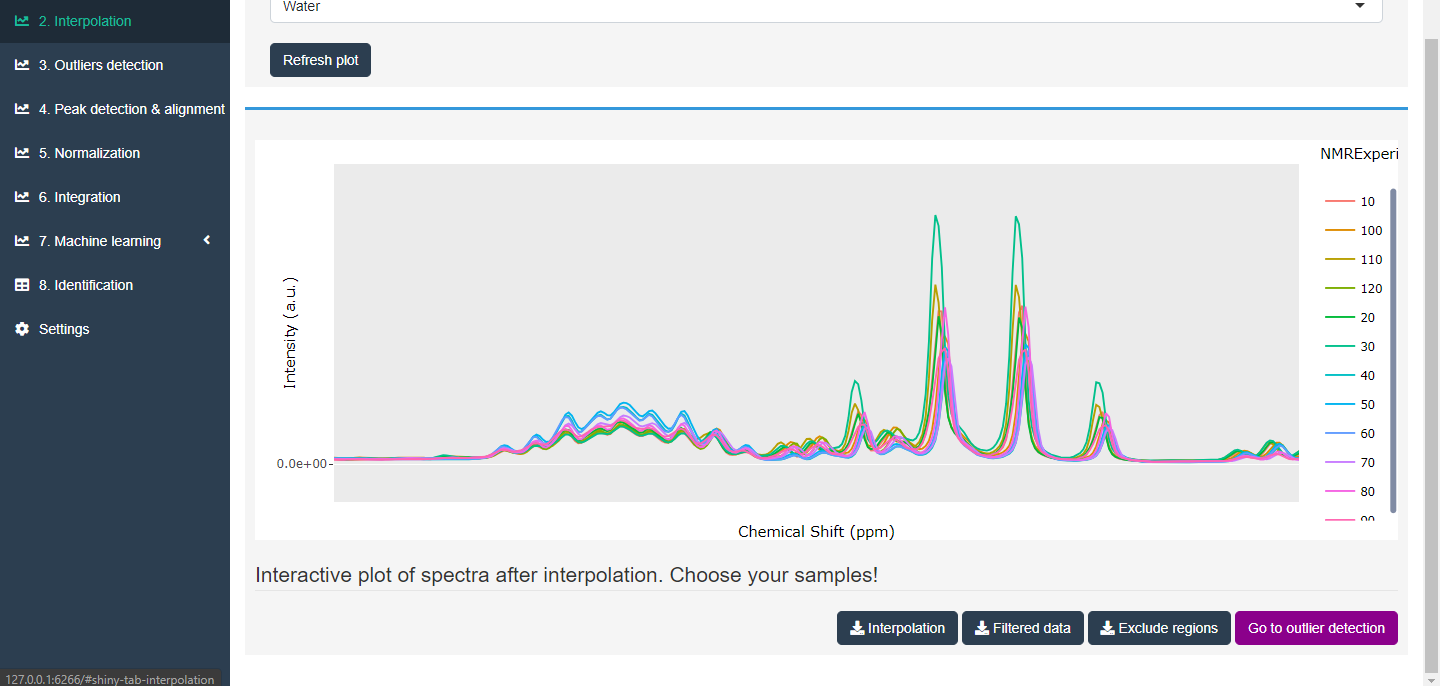 2. Interpolation
3. Outliers detection
4. Peak detection & alignment
5. Normalization
6. Integration
7. Machine learning
8. Identification
Settings
127.0.0.1:6266/#shiny-tab-interpolation
Water
Refresh plot
NMRExperi
10
100
110
120
20
30
40
50
60
70
80
90
Intensity (a.u.)
0.0e+00
Chemical Shift (ppm)
Interactive plot of spectra after interpolation. Choose your samples!
Interpolation
Filtered data
Exclude regions
Go to outlier detection